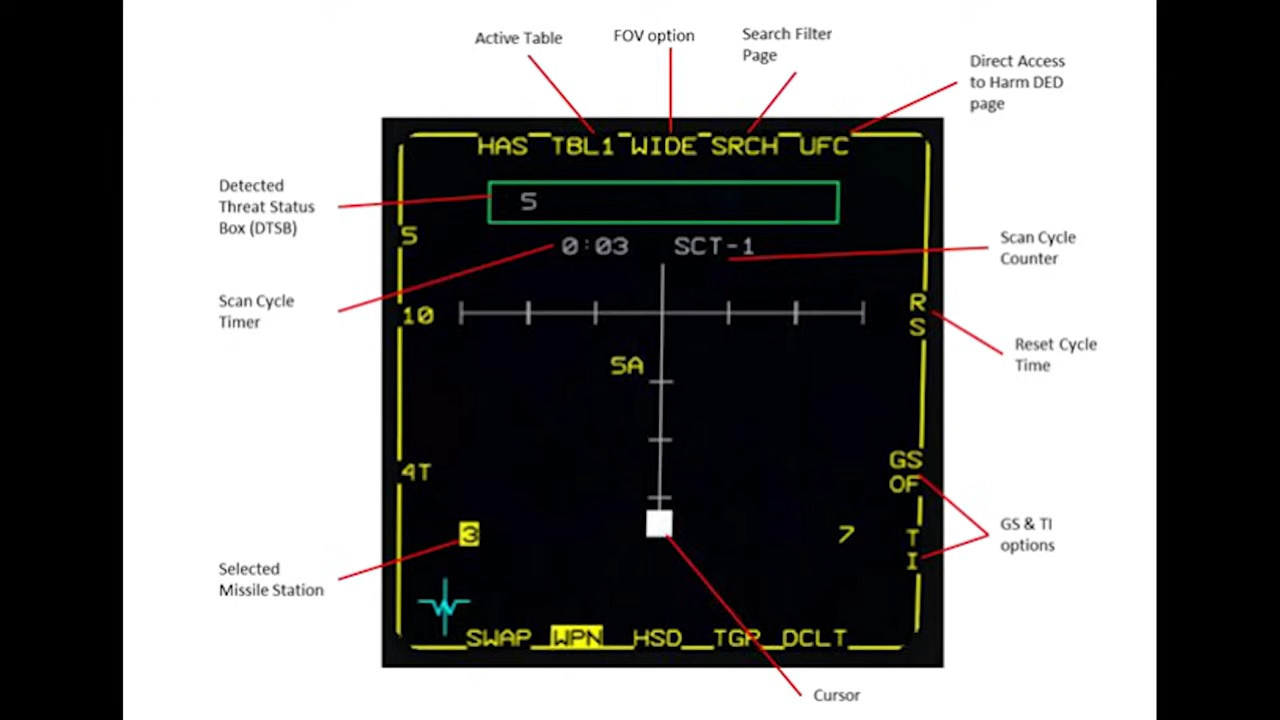 Active Table
FOV option
Search Filter
Page
Direct Access
to Harm DED
page
HAS TBL1 WIDE SRCH UFC
Detected
Threat Status
Box (DTSB)
S
S
0:03 SCT-1
Scan Cycle
Counter
Scan Cycle
Timer
10
R
S
Reset Cycle
Time
5A
4T
GS
OF
GS & TI
options
3
7
T
I
Selected
Missile Station
SWAP WPN HSD TGP DCLT
Cursor